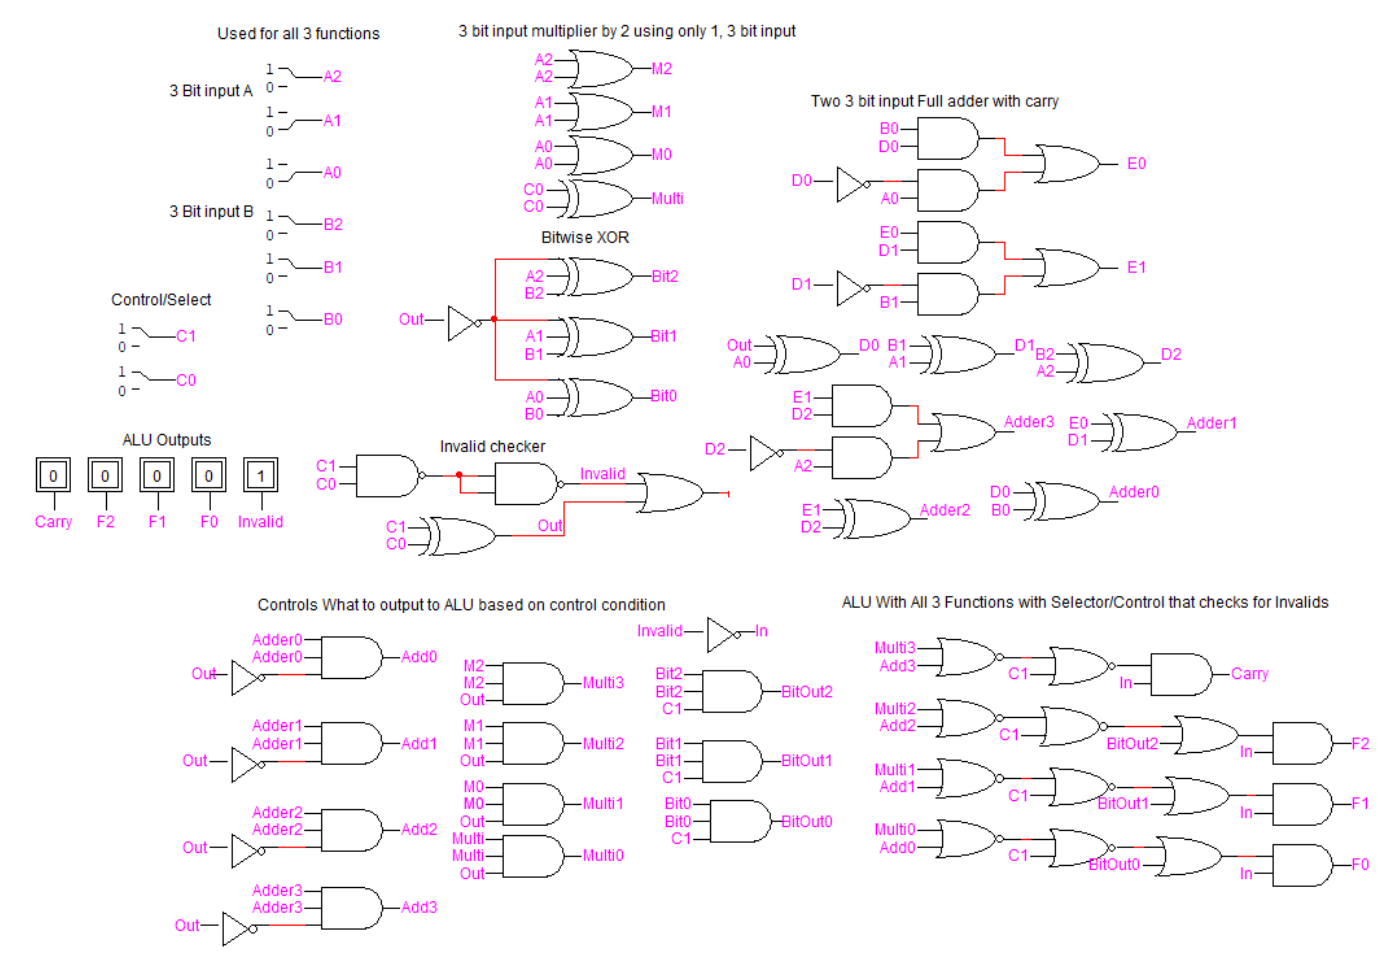 Used for all 3 functions
1
0
A2
3 Bit input A
1
0
A1
1
0
A0
3 Bit input B
1
0
B2
1
0
B1
1
0
B0
Control/Select
1
0
C1
1
0
C0
ALU Outputs
0
0
0
0
1
Carry
F2
F1
F0
Invalid
3 bit input multiplier by 2 using only 1, 3 bit input
A2
A2
M2
A1
A1
M1
A0
A0
M0
C0
C0
Multi
Bitwise XOR
Out
A2
B2
Bit2
A1
B1
Bit1
A0
B0
Bit0
Invalid checker
C1
C0
Invalid
C1
C0
Out
Two 3 bit input Full adder with carry
B0
D0
D0
A0
E0
E0
D1
D1
B1
E1
Out
A0
D0
B1
A1
D1
B2
A2
D2
E1
D2
D2
A2
Adder3
E0
D1
Adder1
E1
D2
Adder2
D0
B0
Adder0
Controls What to output to ALU based on control condition
Adder0
Adder0
Out
Add0
Adder1
Adder1
Out
Add1
Adder2
Adder2
Out
Add2
Adder3
Adder3
Out
Add3
M2
M2
Out
Multi3
M1
M1
Out
Multi2
M0
M0
Out
Multi1
Multi
Multi
Out
Multi0
Invalid
In
Bit2
Bit2
C1
BitOut2
Bit1
Bit1
C1
BitOut1
Bit0
Bit0
C1
BitOut0
ALU With All 3 Functions with Selector/Control that checks for Invalids
Multi3
Add3
C1
In
Carry
Multi2
Add2
C1
BitOut2
In
F2
Multi1
Add1
C1
BitOut1
In
F1
Multi0
Add0
C1
BitOut0
In
F0